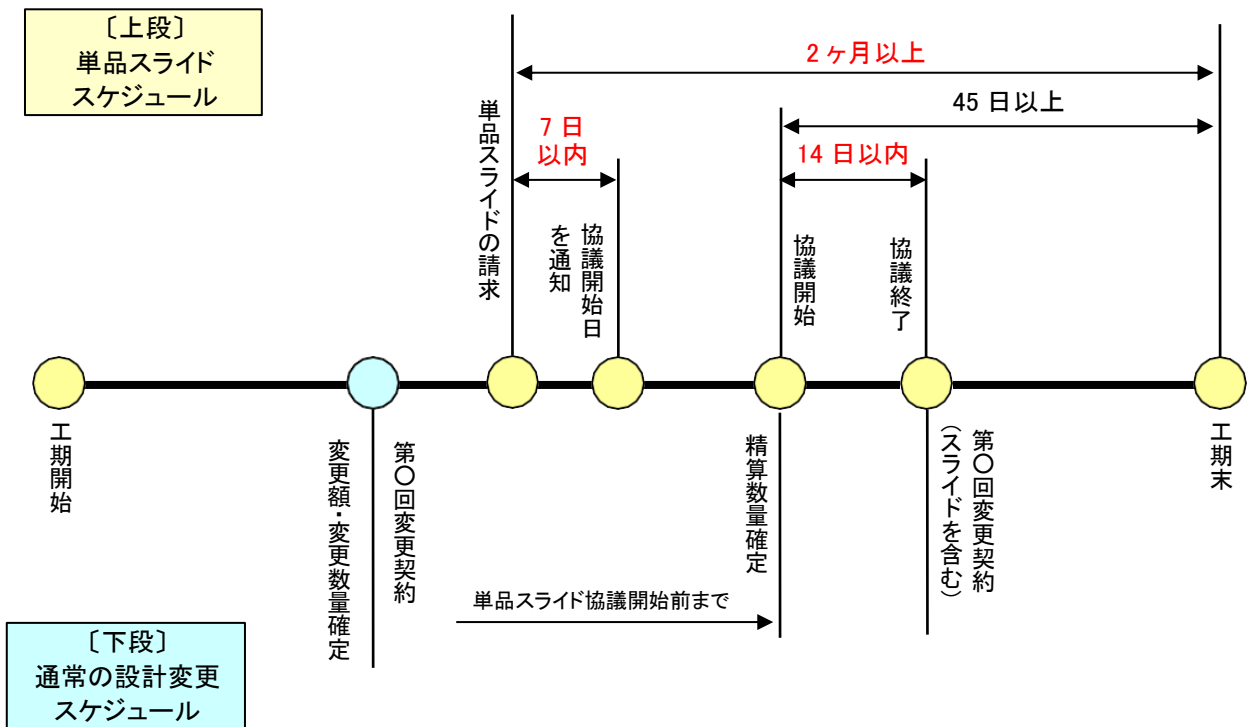 〔上段〕
単品スライド
スケジュール
2ヶ月以上
45日以上
7日
以内
14日以内
単品スライドの請求
協議開始日
を通知
協議開始
協議終了
工期開始
第〇回変更契約
変更額・変更数量確定
精算数量確定
第〇回変更契約
(スライドを含む)
工期末
単品スライド協議開始前まで
〔下段〕
通常の設計変更
スケジュール